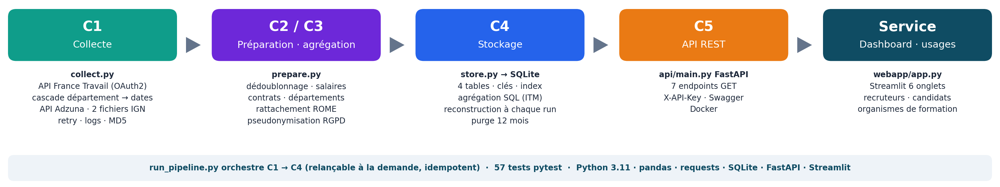 C1
Collecte
collect.py
API France Travail (OAuth2)
cascade département → dates
API Adzuna · 2 fichiers IGN
retry · logs · MD5
C2 / C3
Préparation · agrégation
prepare.py
dédoublonnage · salaires
contrats · départements
rattachement ROME
pseudonymisation RGPD
C4
Stockage
store.py → SQLite
4 tables · clés · index
agrégation SQL (ITM)
reconstruction à chaque run
purge 12 mois
C5
API REST
api/main.py FastAPI
7 endpoints GET
X-API-Key · Swagger
Docker
Service
Dashboard · usages
webapp/app.py
Streamlit 6 onglets
recruteurs · candidats
organismes de formation
run_pipeline.py orchestre C1 → C4 (relançable à la demande, idempotent) · 57 tests pytest · Python 3.11 · pandas · requests · SQLite · FastAPI · Streamlit